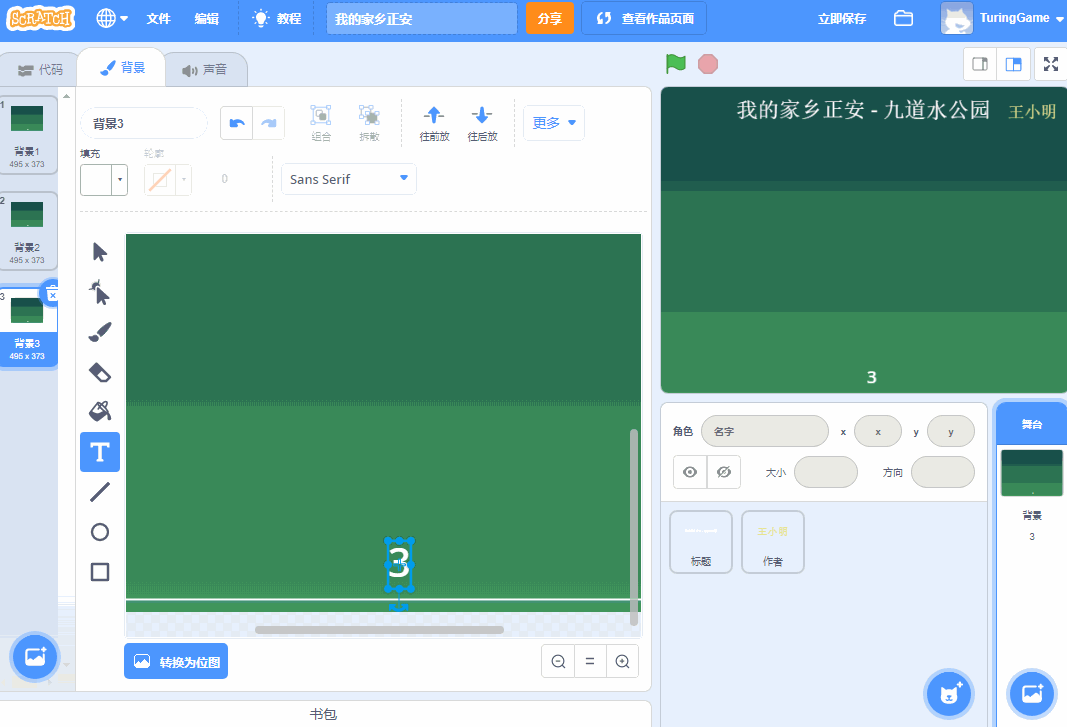 SCRATCH 文件 编辑 教程 我的家乡正安 分享 查看作品页面 立即保存 TuringGame
代码 背景 声音
1
背景1
495 x 373
2
背景2
495 x 373
3
背景3
495 x 373
背景3 组合 拆散 往前放 往后放 更多
填充 轮廓
0 Sans Serif
T
3
转换为位图
书包
我的家乡正安 - 九道水公园 王小明
3
角色 名字 x x y y
大小 方向
标题
王小明
作者
舞台
背景
3